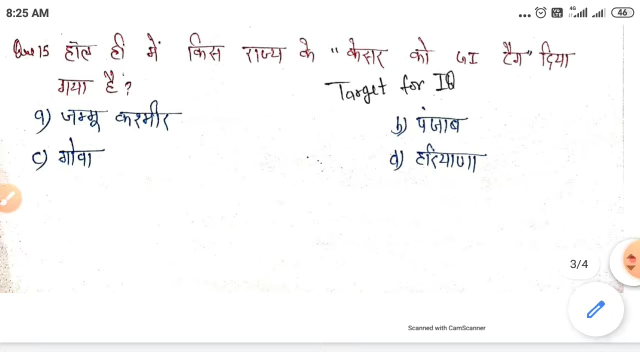 8:25 AM ... 4G 46
Que 15 हाल ही में किस राज्य के "केसर को GI टैग" दिया
गया है?
Target for IQ
a) जम्मू कश्मीर
b) पंजाब
c) गोवा
d) हरियाणा
3/4
Scanned with CamScanner